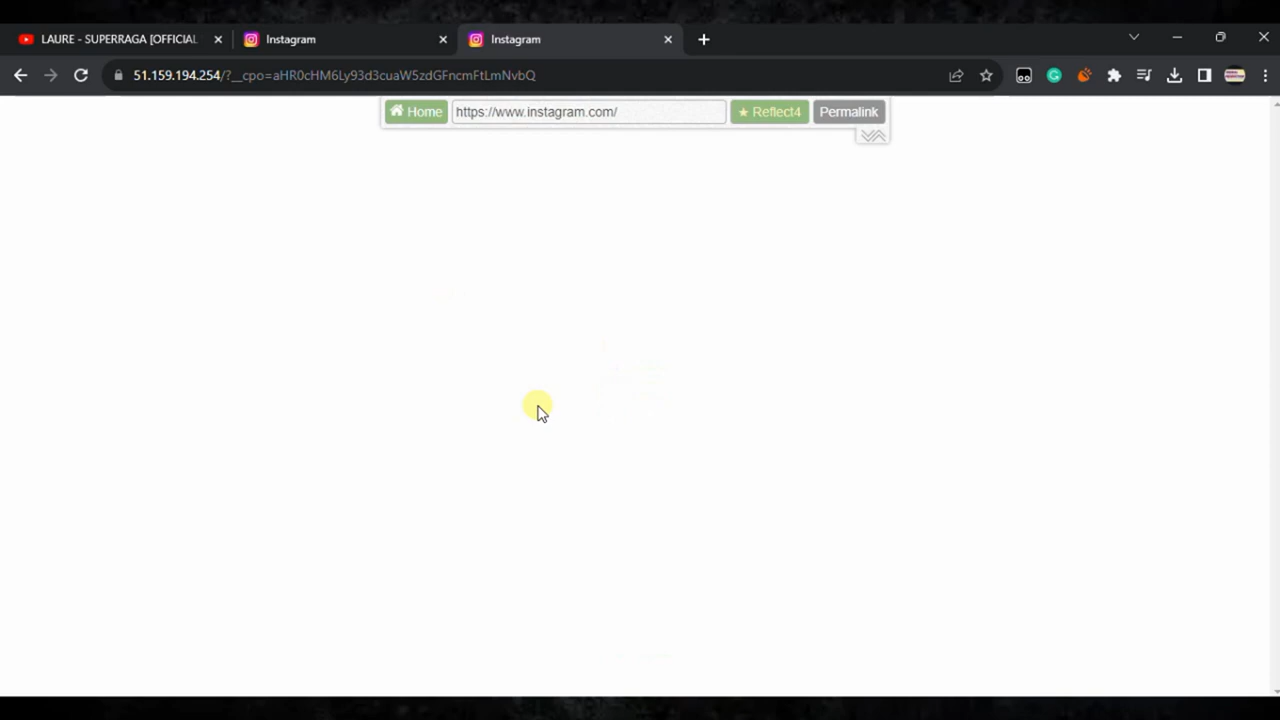 LAURE - SUPERRAGA [OFFICIAL
Instagram
Instagram
51.159.194.254/?__cpo=aHR0cHM6Ly93d3cuaW5zdGFncmFtLmNvbQ
Home
https://www.instagram.com/
★ Reflect4
Permalink